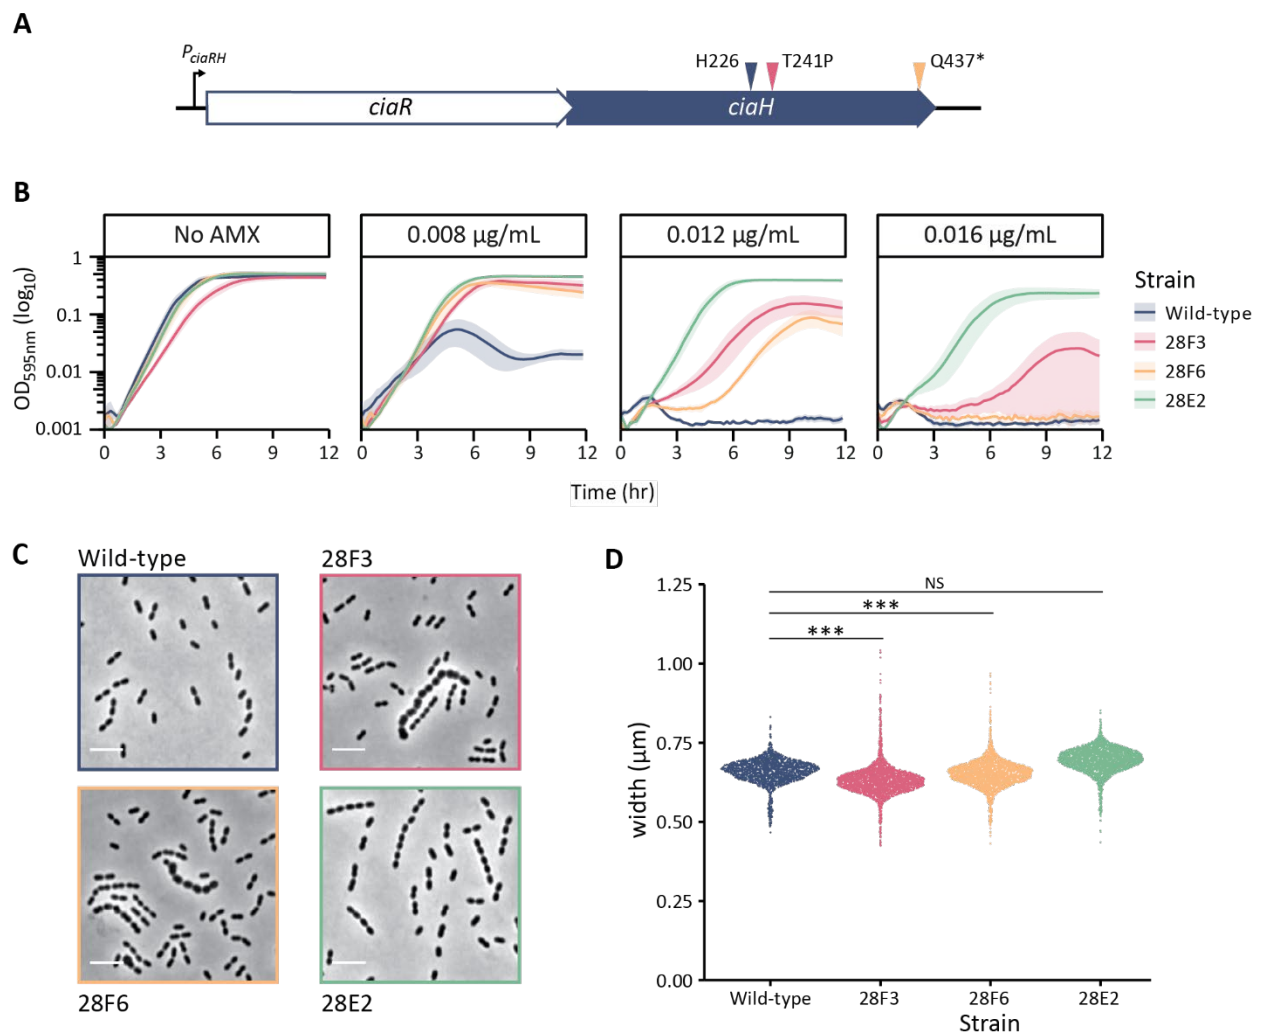 A
P_ciaRH
H226 T241P Q437*
ciaR ciaH
B
No AMX 0.008 µg/mL 0.012 µg/mL 0.016 µg/mL
1
0.1
0.01
0.001
OD595nm (log10)
0 3 6 9 12 0 3 6 9 12 0 3 6 9 12 0 3 6 9 12
Time (hr)
Strain
Wild-type
28F3
28F6
28E2
C
Wild-type 28F3
28F6 28E2
D
1.25
1.00
0.75
0.50
0.25
0.00
width (µm)
NS
***
***
Wild-type 28F3 28F6 28E2
Strain